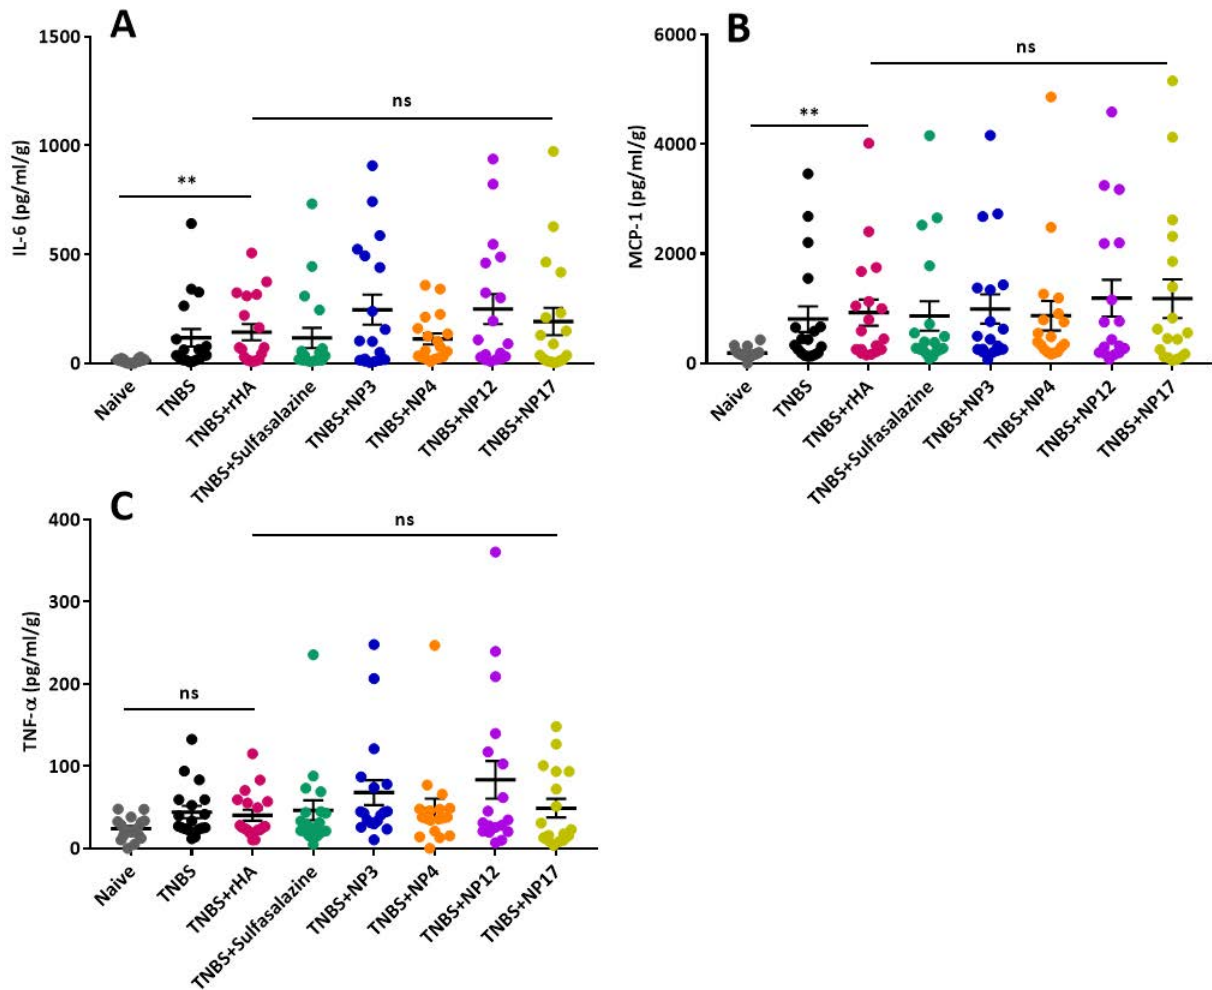 A
IL-6 (pg/ml/g)
1500
1000
500
0
**
ns
Naive
TNBS
TNBS+rHA
TNBS+Sulfasalazine
TNBS+NP3
TNBS+NP4
TNBS+NP12
TNBS+NP17
B
MCP-1 (pg/ml/g)
6000
4000
2000
0
**
ns
Naive
TNBS
TNBS+rHA
TNBS+Sulfasalazine
TNBS+NP3
TNBS+NP4
TNBS+NP12
TNBS+NP17
C
TNF-α (pg/ml/g)
400
300
200
100
0
ns
ns
Naive
TNBS
TNBS+rHA
TNBS+Sulfasalazine
TNBS+NP3
TNBS+NP4
TNBS+NP12
TNBS+NP17